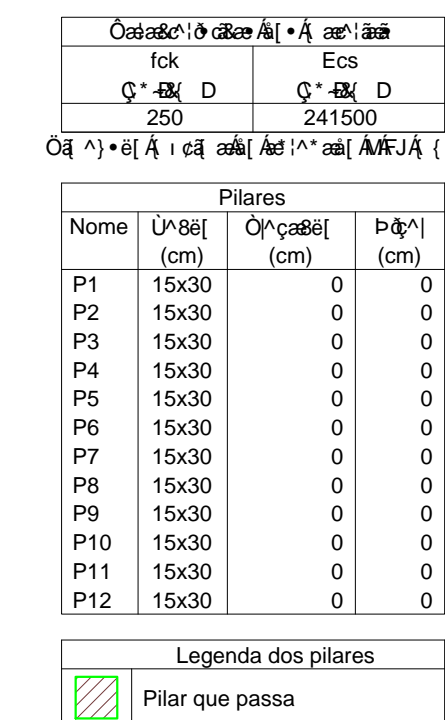 fck Ecs
250 241500
Pilares
Nome
(cm) (cm) (cm)
P1 15x30 0 0
P2 15x30 0 0
P3 15x30 0 0
P4 15x30 0 0
P5 15x30 0 0
P6 15x30 0 0
P7 15x30 0 0
P8 15x30 0 0
P9 15x30 0 0
P10 15x30 0 0
P11 15x30 0 0
P12 15x30 0 0
Legenda dos pilares
Pilar que passa